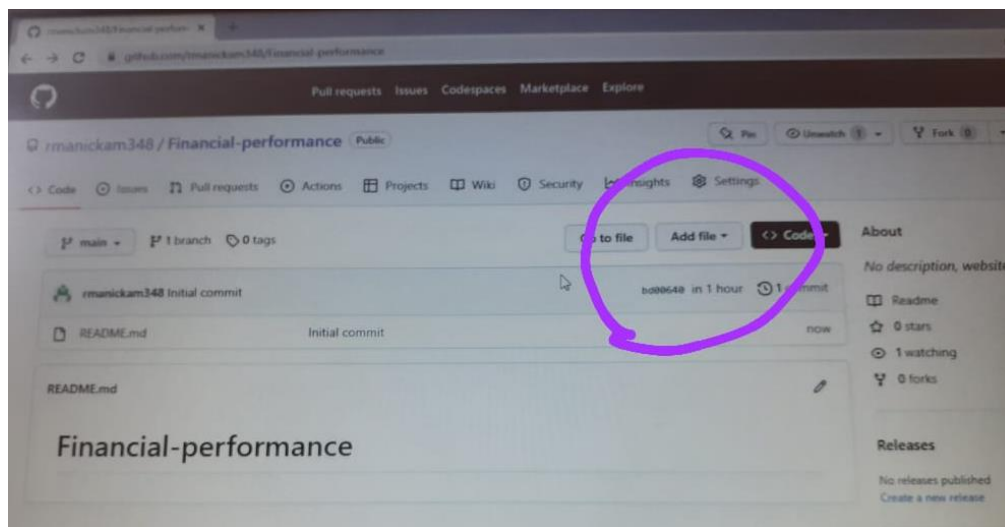 rmanickam348/Financial-perform
github.com/rmanickam348/Financial-performance
Pull requests Issues Codespaces Marketplace Explore
rmanickam348 / Financial-performance Public
Pin Unwatch 1 Fork 0
<> Code Issues Pull requests Actions Projects Wiki Security Insights Settings
main 1 branch 0 tags Go to file Add file <> Code
About
No description, website
rmanickam348 Initial commit bd00640 in 1 hour 1 commit
Readme
README.md Initial commit now
0 stars
1 watching
README.md
0 forks
Financial-performance
Releases
No releases published
Create a new release